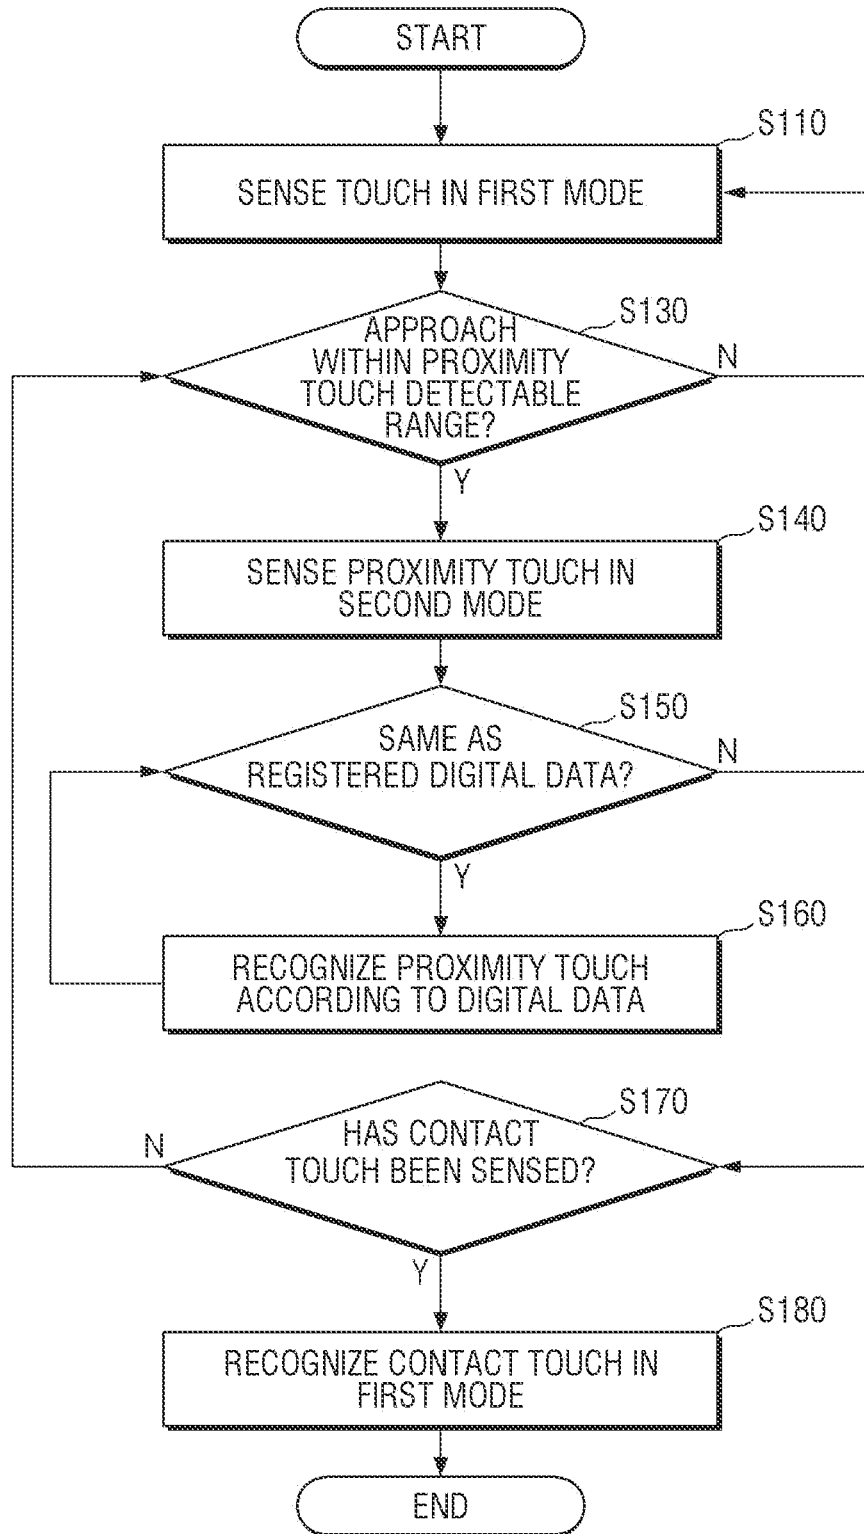 START
S110
SENSE TOUCH IN FIRST MODE
S130
APPROACH
WITHIN PROXIMITY
TOUCH DETECTABLE
RANGE?
N
Y
S140
SENSE PROXIMITY TOUCH IN
SECOND MODE
S150
SAME AS
REGISTERED DIGITAL DATA?
N
Y
S160
RECOGNIZE PROXIMITY TOUCH
ACCORDING TO DIGITAL DATA
S170
HAS CONTACT
TOUCH BEEN SENSED?
N
Y
S180
RECOGNIZE CONTACT TOUCH IN
FIRST MODE
END